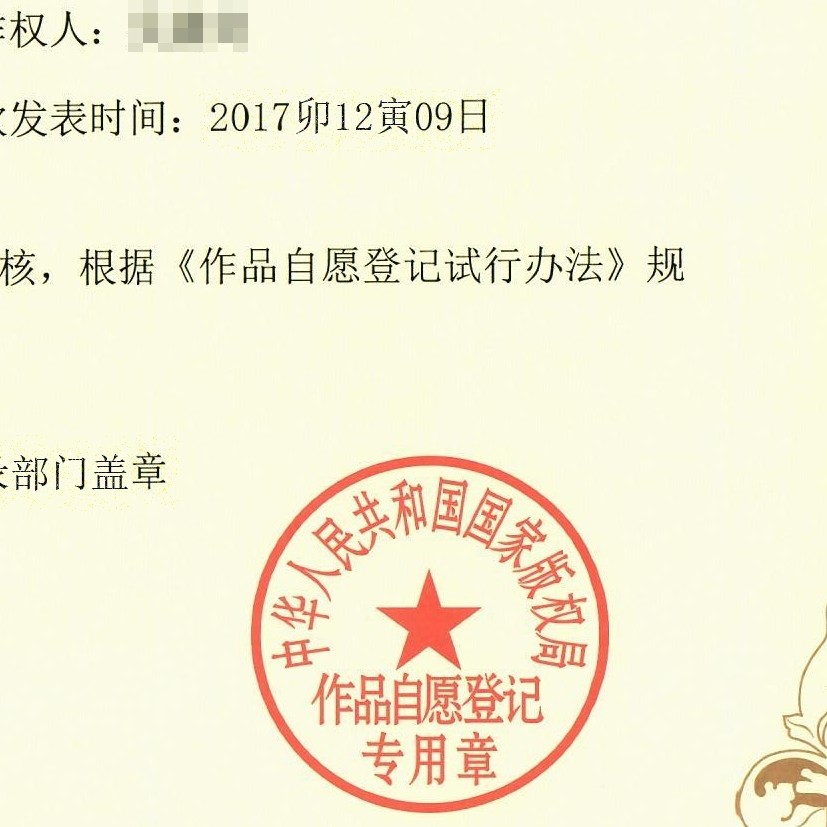 作权人：
次发表时间：2017卯12寅09日
核，根据《作品自愿登记试行办法》规
部门盖章
中华人民共和国国家版权局
作品自愿登记
专用章